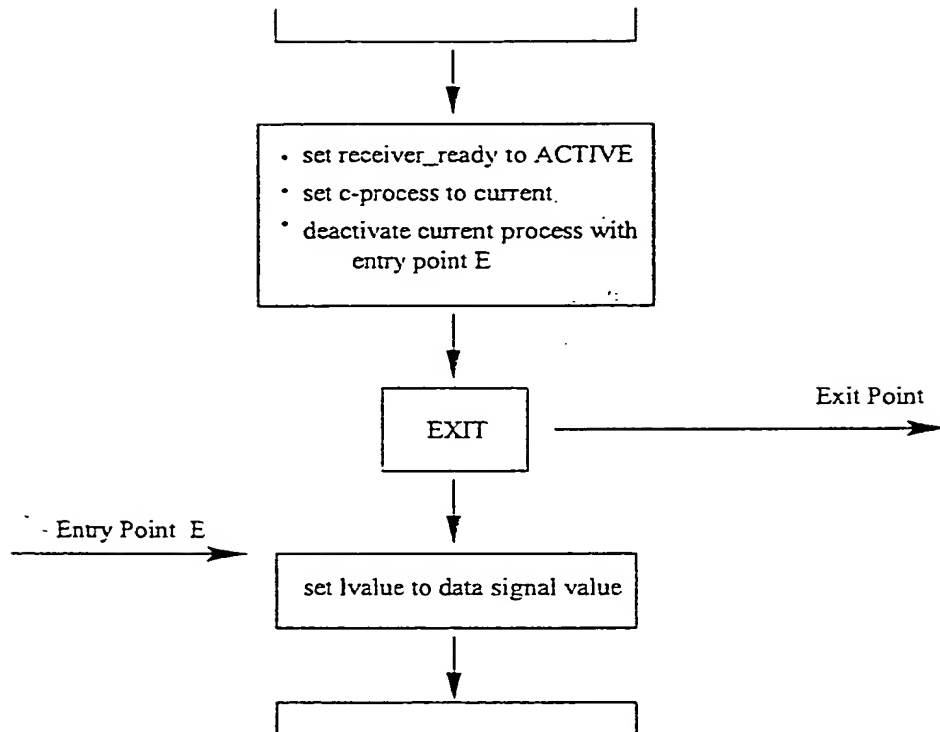 • set receiver_ready to ACTIVE
• set c-process to current.
• deactivate current process with
entry point E
EXIT
Exit Point
Entry Point E
set lvalue to data signal value